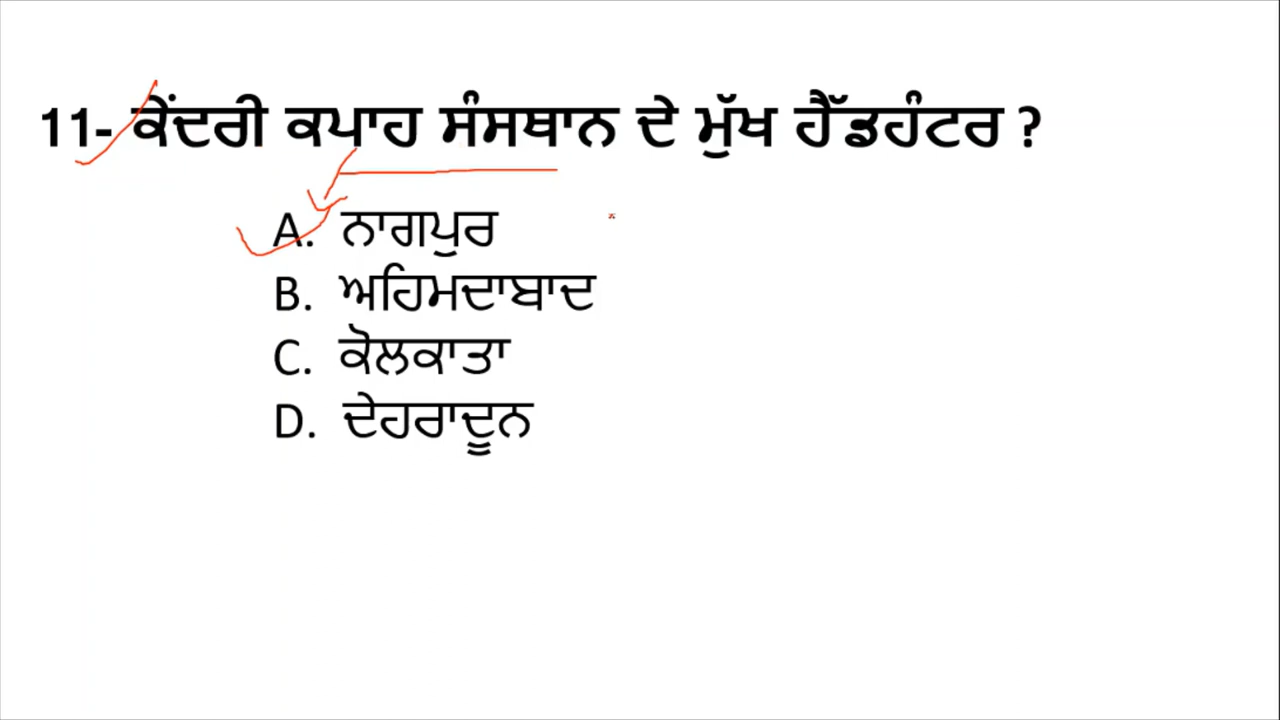 11- ਕੇਂਦਰੀ ਕਪਾਹ ਸੰਸਥਾਨ ਦੇ ਮੁੱਖ ਹੈੱਡਹੰਟਰ ?
A. ਨਾਗਪੁਰ
B. ਅਹਿਮਦਾਬਾਦ
C. ਕੋਲਕਾਤਾ
D. ਦੇਹਰਾਦੂਨ